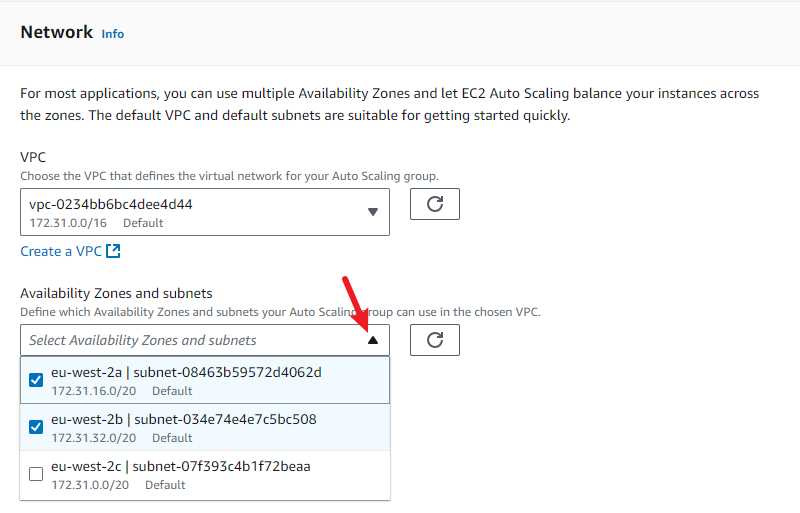 Network Info
For most applications, you can use multiple Availability Zones and let EC2 Auto Scaling balance your instances across
the zones. The default VPC and default subnets are suitable for getting started quickly.
VPC
Choose the VPC that defines the virtual network for your Auto Scaling group.
vpc-0234bb6bc4dee4d44
172.31.0.0/16 Default
Create a VPC
Availability Zones and subnets
Define which Availability Zones and subnets your Auto Scaling group can use in the chosen VPC.
Select Availability Zones and subnets
eu-west-2a | subnet-08463b59572d4062d
172.31.16.0/20 Default
eu-west-2b | subnet-034e74e4e7c5bc508
172.31.32.0/20 Default
eu-west-2c | subnet-07f393c4b1f72beaa
172.31.0.0/20 Default